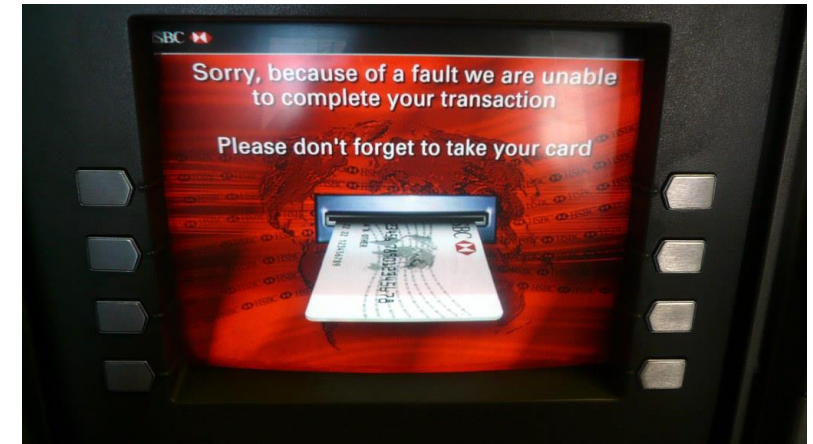 SBC
Sorry, because of a fault we are unable
to complete your transaction
Please don't forget to take your card
SBC